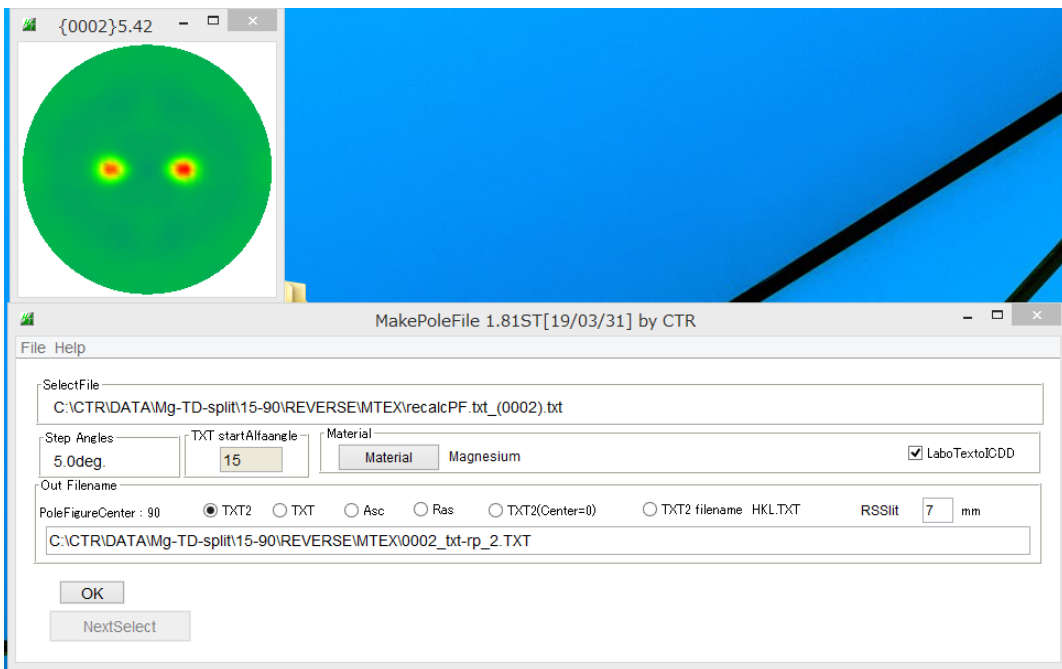 {0002}5.42
MakePoleFile 1.81ST[19/03/31] by CTR
File Help
SelectFile
C:\CTR\DATA\Mg-TD-split\15-90\REVERSE\MTEX\recalcPF.txt_(0002).txt
Step Angles
5.0deg.
TXT startAlfaangle
15
Material
Material Magnesium
LaboTextoICDD
Out Filename
PoleFigureCenter : 90 TXT2 TXT Asc Ras TXT2(Center=0) TXT2 filename HKL.TXT RSSlit 7 mm
C:\CTR\DATA\Mg-TD-split\15-90\REVERSE\MTEX\0002_txt-rp_2.TXT
OK
NextSelect